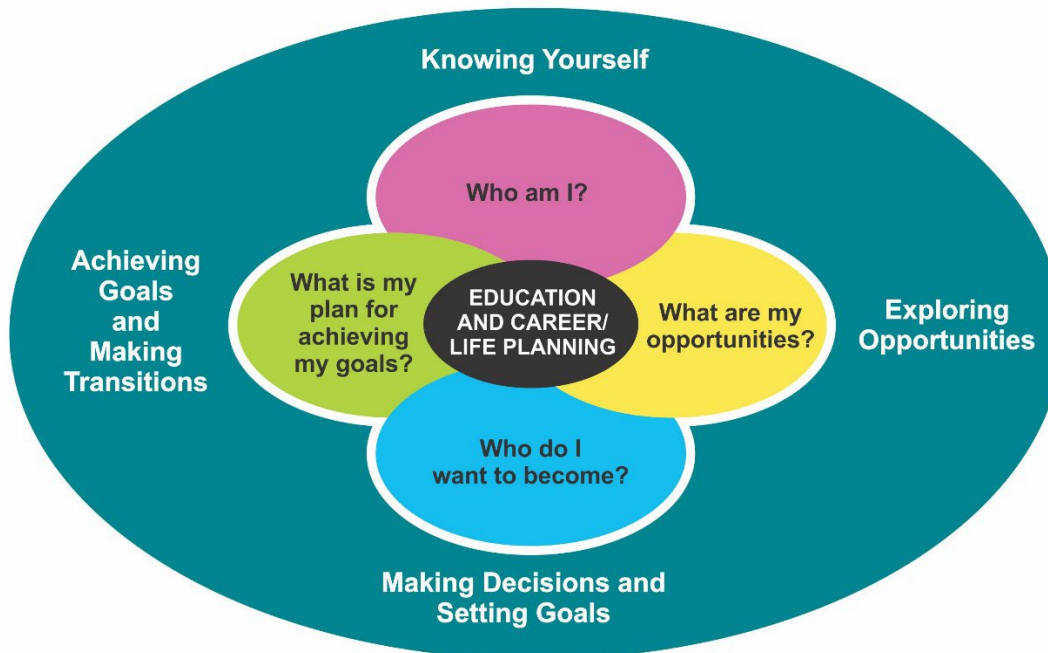 Knowing Yourself
Who am I?
Achieving
Goals
and
Making
Transitions
What is my
plan for
achieving
my goals?
EDUCATION
AND CAREER/
LIFE PLANNING
What are my
opportunities?
Exploring
Opportunities
Who do I
want to become?
Making Decisions and
Setting Goals